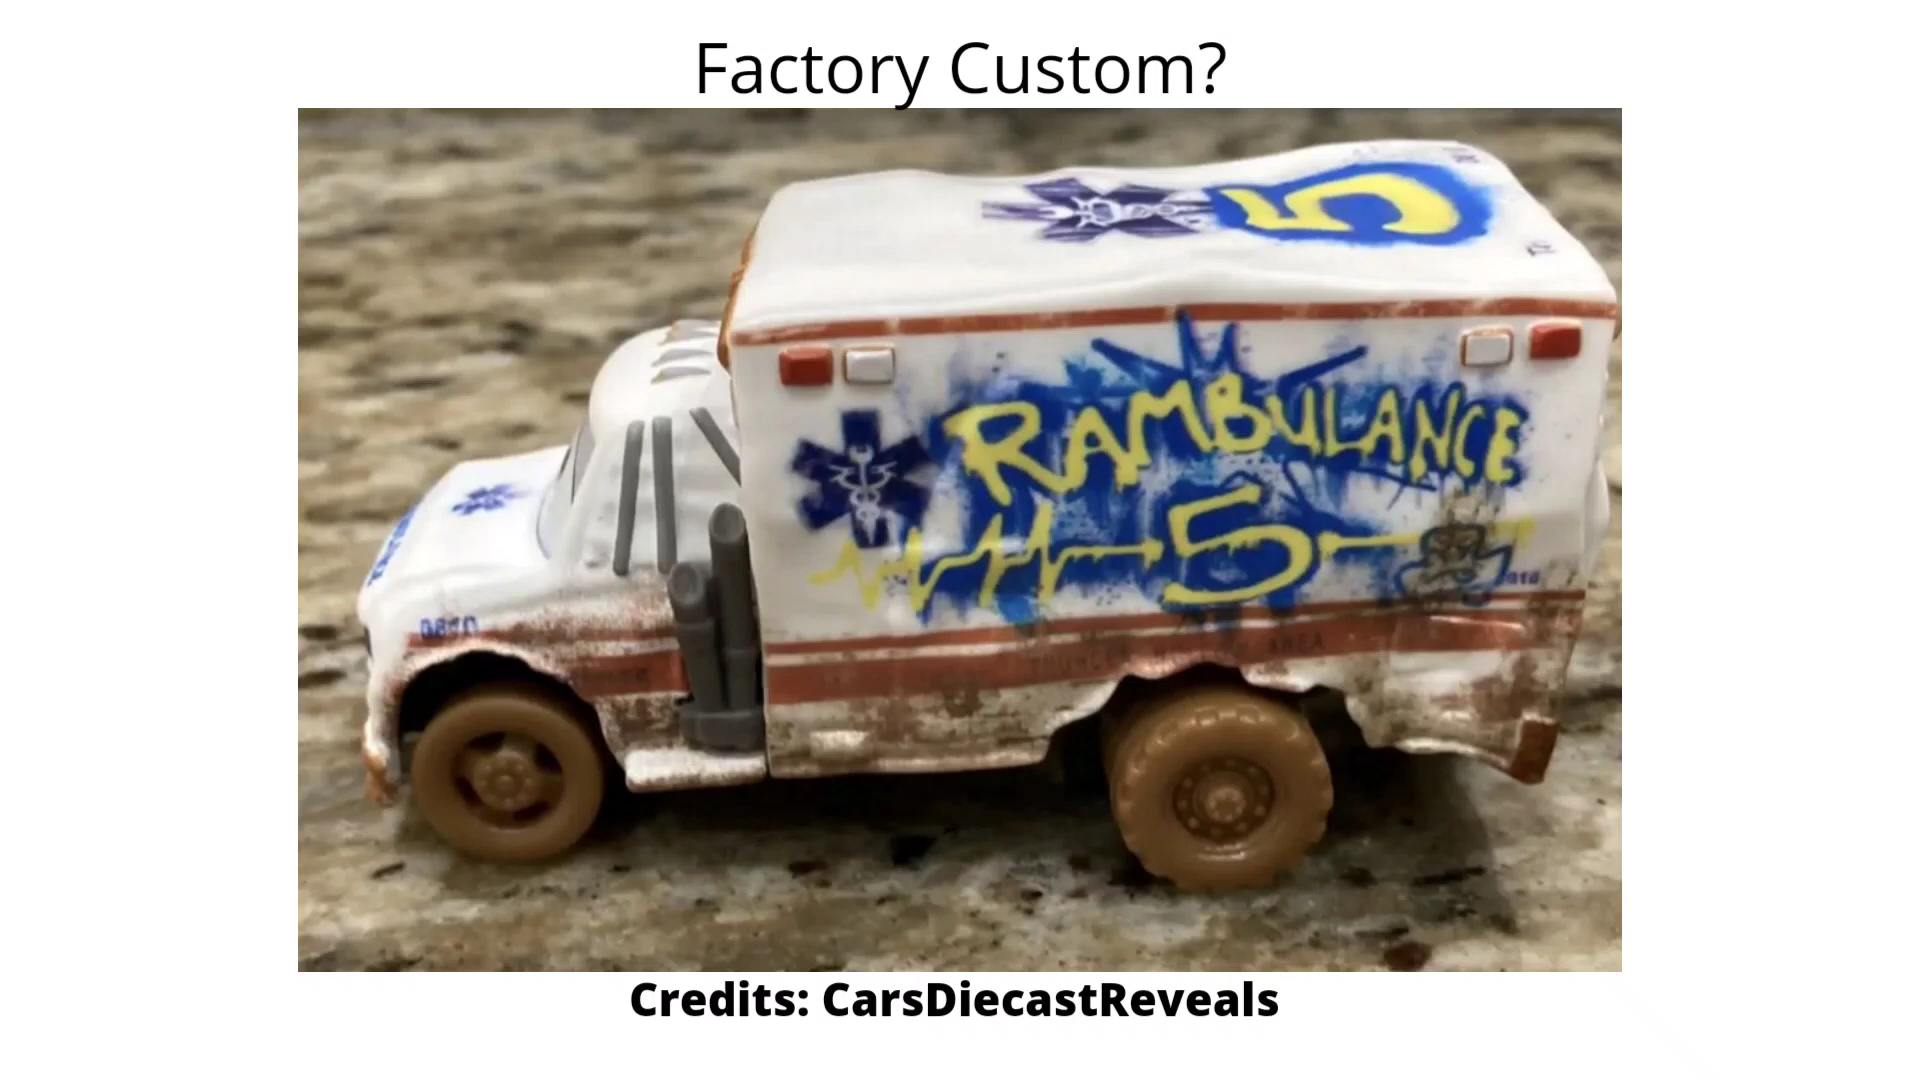 Factory Custom?
5
RAMBULANCE
5
Credits: CarsDiecastReveals